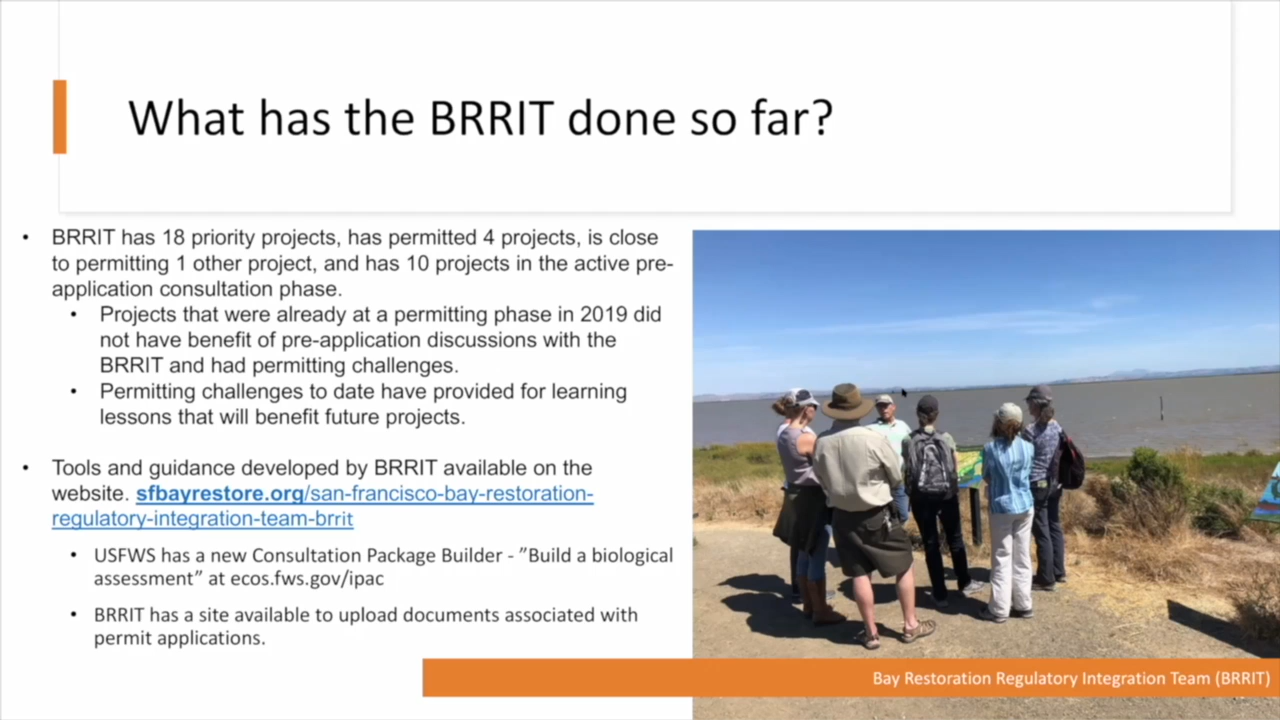 What has the BRRIT done so far?
• BRRIT has 18 priority projects, has permitted 4 projects, is close
to permitting 1 other project, and has 10 projects in the active pre-
application consultation phase.
• Projects that were already at a permitting phase in 2019 did
not have benefit of pre-application discussions with the
BRRIT and had permitting challenges.
• Permitting challenges to date have provided for learning
lessons that will benefit future projects.
• Tools and guidance developed by BRRIT available on the
website. sfbayrestore.org/san-francisco-bay-restoration-
regulatory-integration-team-brrit
• USFWS has a new Consultation Package Builder - ”Build a biological
assessment” at ecos.fws.gov/ipac
• BRRIT has a site available to upload documents associated with
permit applications.
Bay Restoration Regulatory Integration Team (BRRIT)